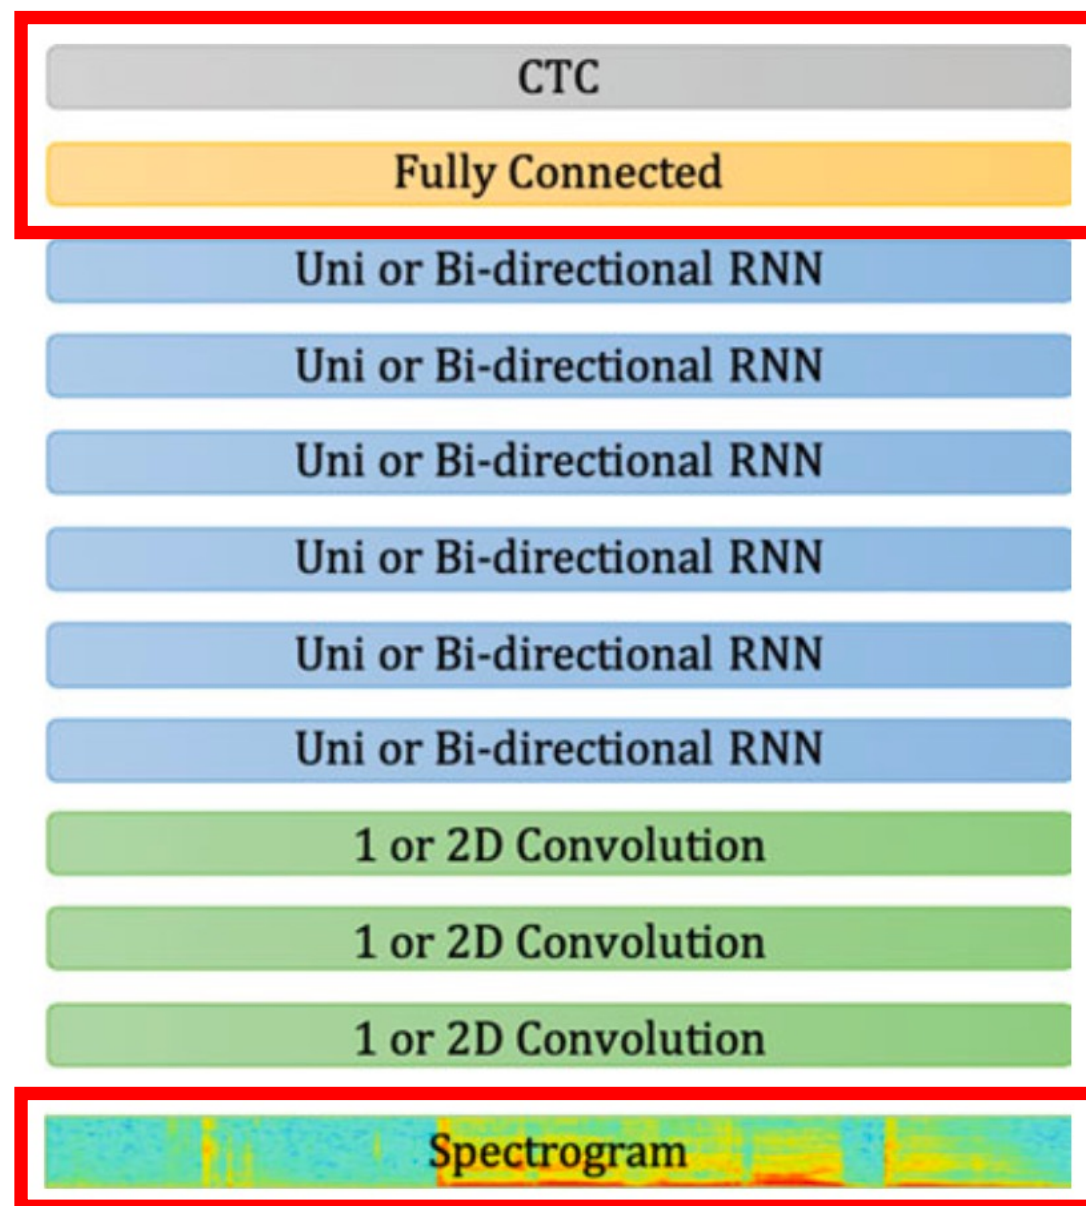 CTC
Fully Connected
Uni or Bi-directional RNN
Uni or Bi-directional RNN
Uni or Bi-directional RNN
Uni or Bi-directional RNN
Uni or Bi-directional RNN
Uni or Bi-directional RNN
1 or 2D Convolution
1 or 2D Convolution
1 or 2D Convolution
Spectrogram